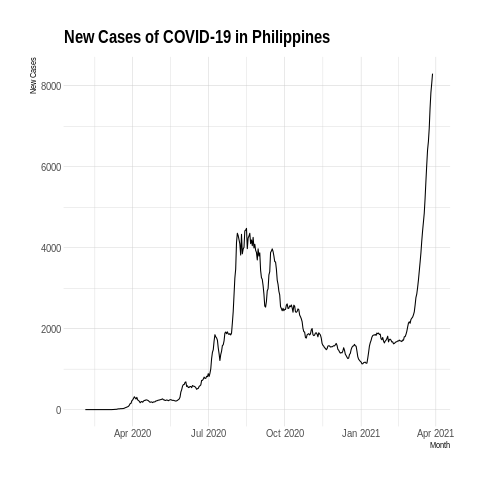 New Cases of COVID-19 in Philippines
New Cases
8000
6000
4000
2000
0
Apr 2020 Jul 2020 Oct 2020 Jan 2021 Apr 2021
Month